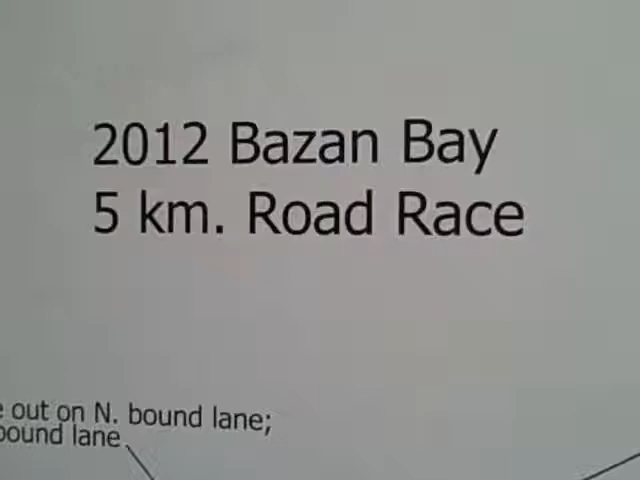 2012 Bazan Bay
5 km. Road Race
out on N. bound lane;
bound lane